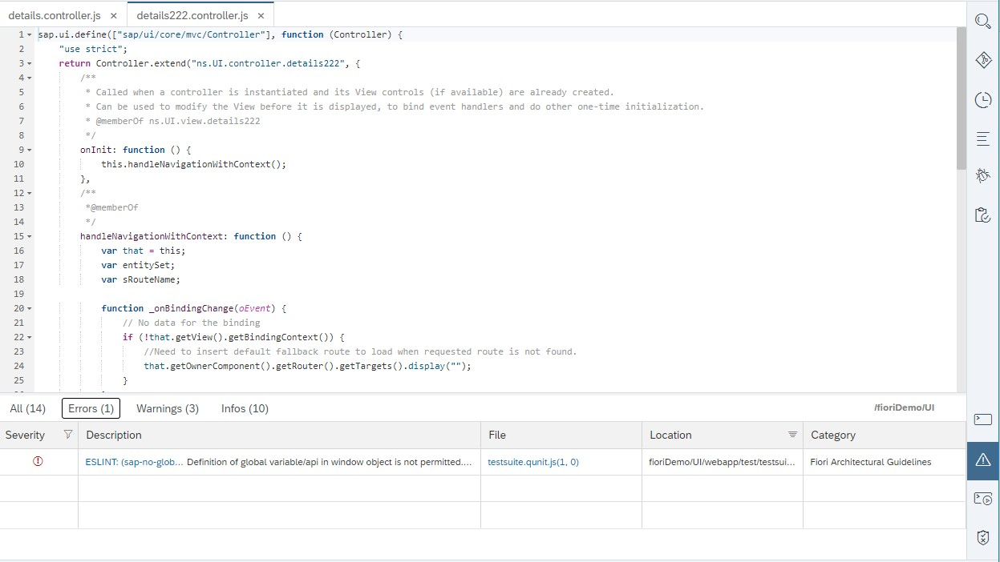 details.controller.js ×
details222.controller.js ×
1 sap.ui.define(["sap/ui/core/mvc/Controller"], function (Controller) {
2 "use strict";
3 return Controller.extend("ns.UI.controller.details222", {
4 /**
5 * Called when a controller is instantiated and its View controls (if available) are already created.
6 * Can be used to modify the View before it is displayed, to bind event handlers and do other one-time initialization.
7 * @memberOf ns.UI.view.details222
8 */
9 onInit: function () {
10 this.handleNavigationWithContext();
11 },
12 /**
13 *@memberOf
14 */
15 handleNavigationWithContext: function () {
16 var that = this;
17 var entitySet;
18 var sRouteName;
19
20 function _onBindingChange(oEvent) {
21 // No data for the binding
22 if (!that.getView().getBindingContext()) {
23 //Need to insert default fallback route to load when requested route is not found.
24 that.getOwnerComponent().getRouter().getTargets().display("");
25 }
All (14) Errors (1) Warnings (3) Infos (10) /fioriDemo/UI
Severity Description File Location Category
ESLINT: (sap-no-glob... Definition of global variable/api in window object is not permitted.... testsuite.qunit.js(1, 0) fioriDemo/UI/webapp/test/testsui... Fiori Architectural Guidelines